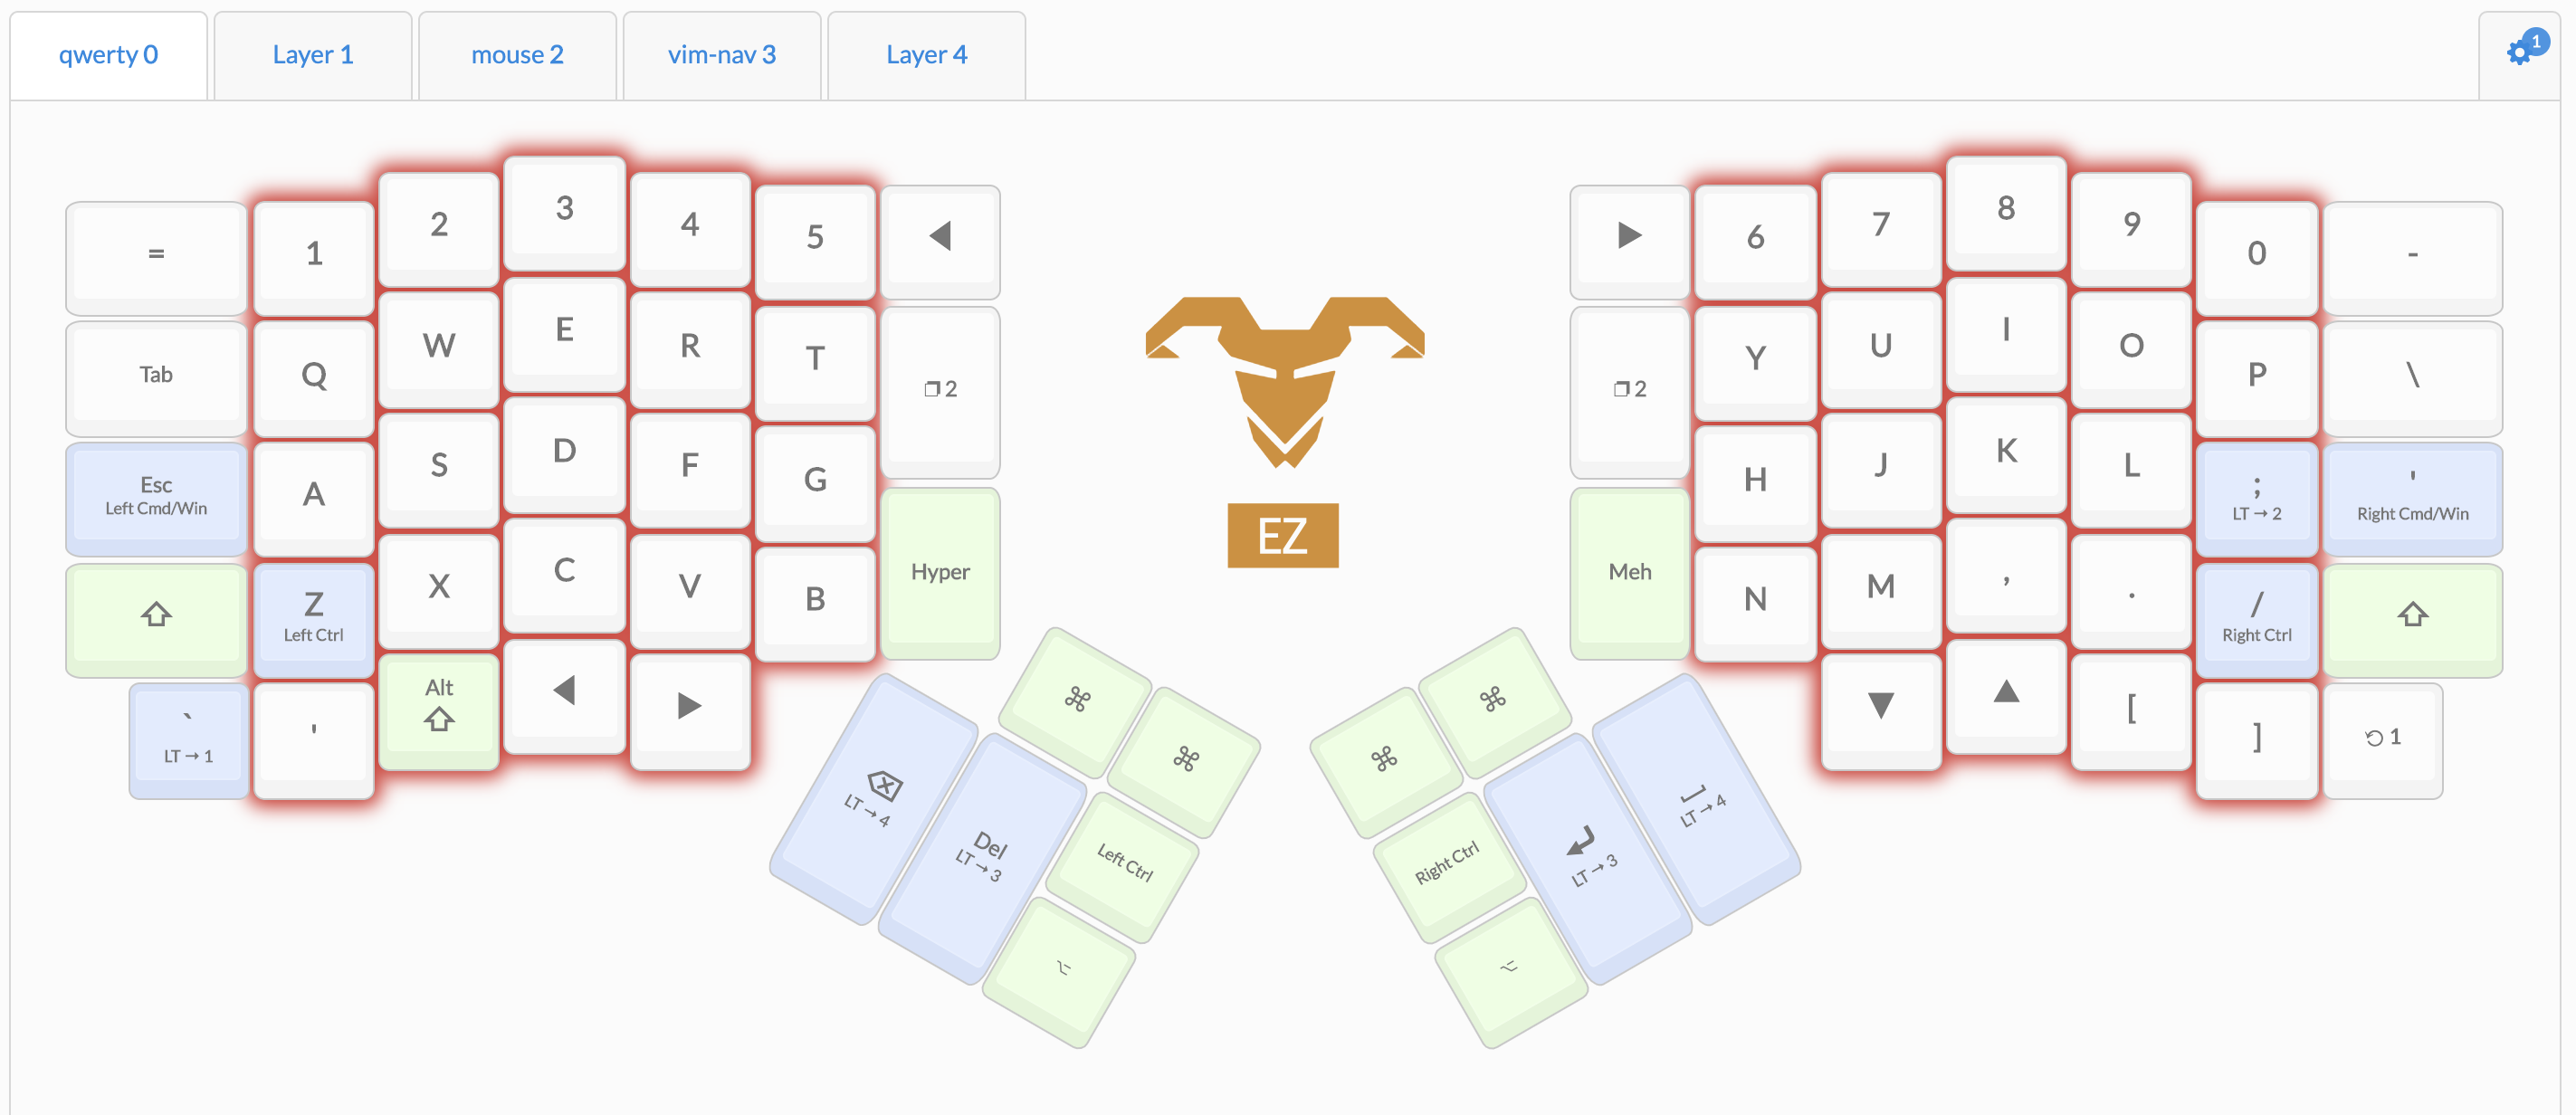 qwerty 0 Layer 1 mouse 2 vim-nav 3 Layer 4 1
= 1 2 3 4 5 ◀
Tab Q W E R T 2
Esc A S D F G
Left Cmd/Win
Z X C V B Hyper
Left Ctrl
` ' Alt ◀ ▶
LT → 1
⌘ ⌘
LT → 4
Del
LT → 3
Left Ctrl
⌥
EZ
▶ 6 7 8 9 0 -
2 Y U I O P \
H J K L ; '
LT → 2 Right Cmd/Win
Meh N M , . /
Right Ctrl
▼ ▲ [ ] 1
⌘ ⌘
Right Ctrl
LT → 3
LT → 4
⌥